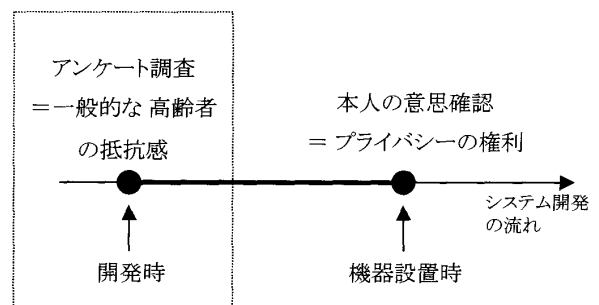 アンケート調査
＝一般的な 高齢者
の抵抗感
本人の意思確認
＝ プライバシーの権利
システム開発
の流れ
開発時
機器設置時